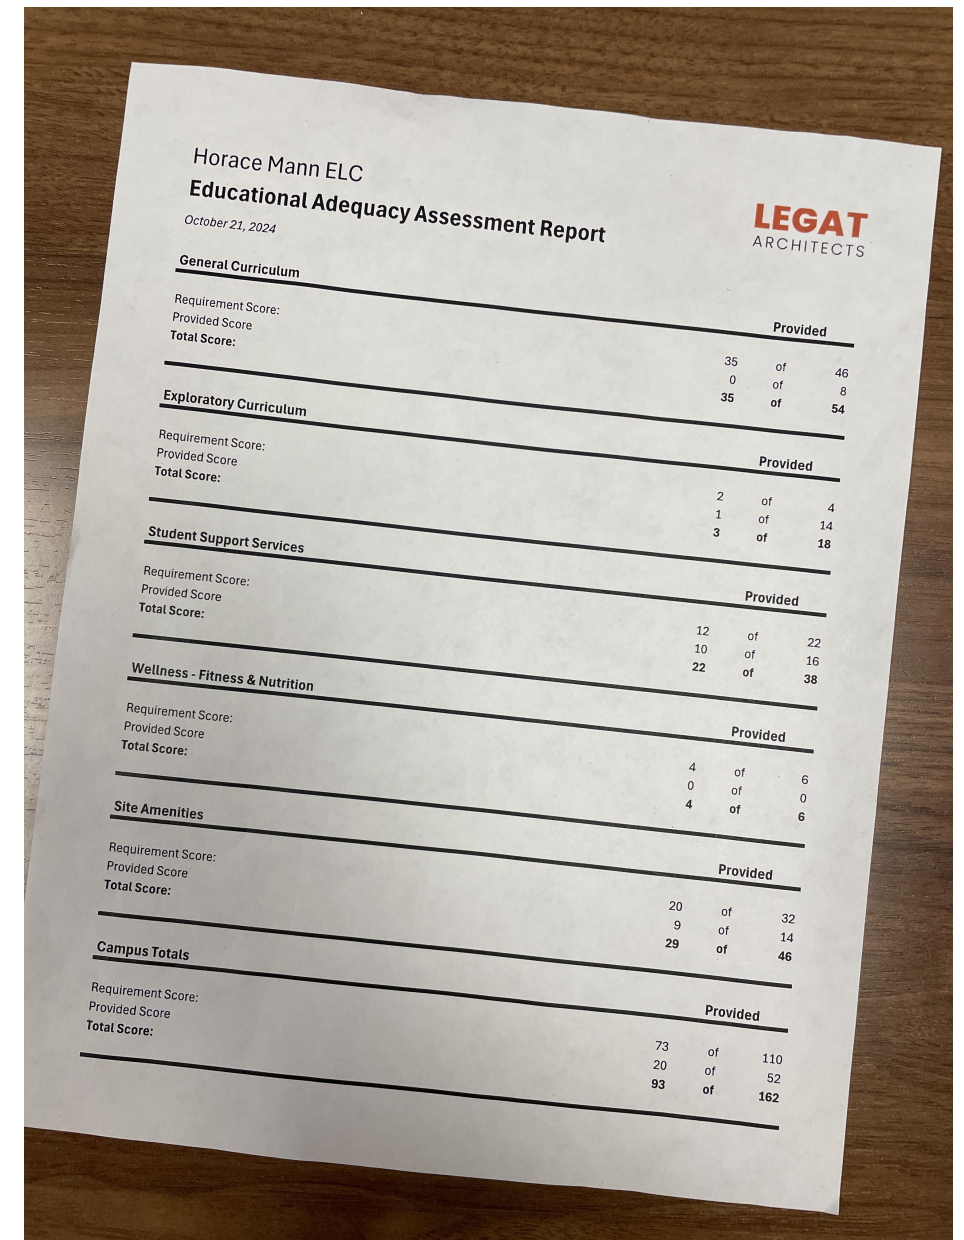 Horace Mann ELC
Educational Adequacy Assessment Report
October 21, 2024
LEGAT
ARCHITECTS
General Curriculum Provided
Requirement Score: 35 of 46
Provided Score 0 of 8
Total Score: 35 of 54
Exploratory Curriculum Provided
Requirement Score: 2 of 4
Provided Score 1 of 14
Total Score: 3 of 18
Student Support Services Provided
Requirement Score: 12 of 22
Provided Score 10 of 16
Total Score: 22 of 38
Wellness - Fitness & Nutrition Provided
Requirement Score: 4 of 6
Provided Score 0 of 0
Total Score: 4 of 6
Site Amenities Provided
Requirement Score: 20 of 32
Provided Score 9 of 14
Total Score: 29 of 46
Campus Totals Provided
Requirement Score: 73 of 110
Provided Score 20 of 52
Total Score: 93 of 162